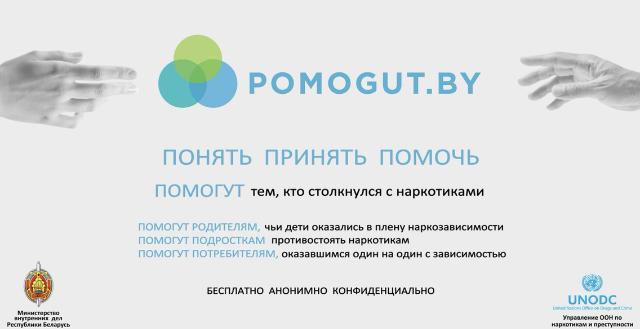 POMOGUT.BY
ПОНЯТЬ ПРИНЯТЬ ПОМОЧЬ
ПОМОГУТ тем, кто столкнулся с наркотиками
ПОМОГУТ РОДИТЕЛЯМ, чьи дети оказались в плену наркозависимости
ПОМОГУТ ПОДРОСТКАМ противостоять наркотикам
ПОМОГУТ ПОТРЕБИТЕЛЯМ, оказавшимся один на один с зависимостью
БЕСПЛАТНО АНОНИМНО КОНФИДЕНЦИАЛЬНО
Министерство
внутренних дел
Республики Беларусь
UNODC
United Nations Office on Drugs and Crime
Управление ООН по
наркотикам и преступности